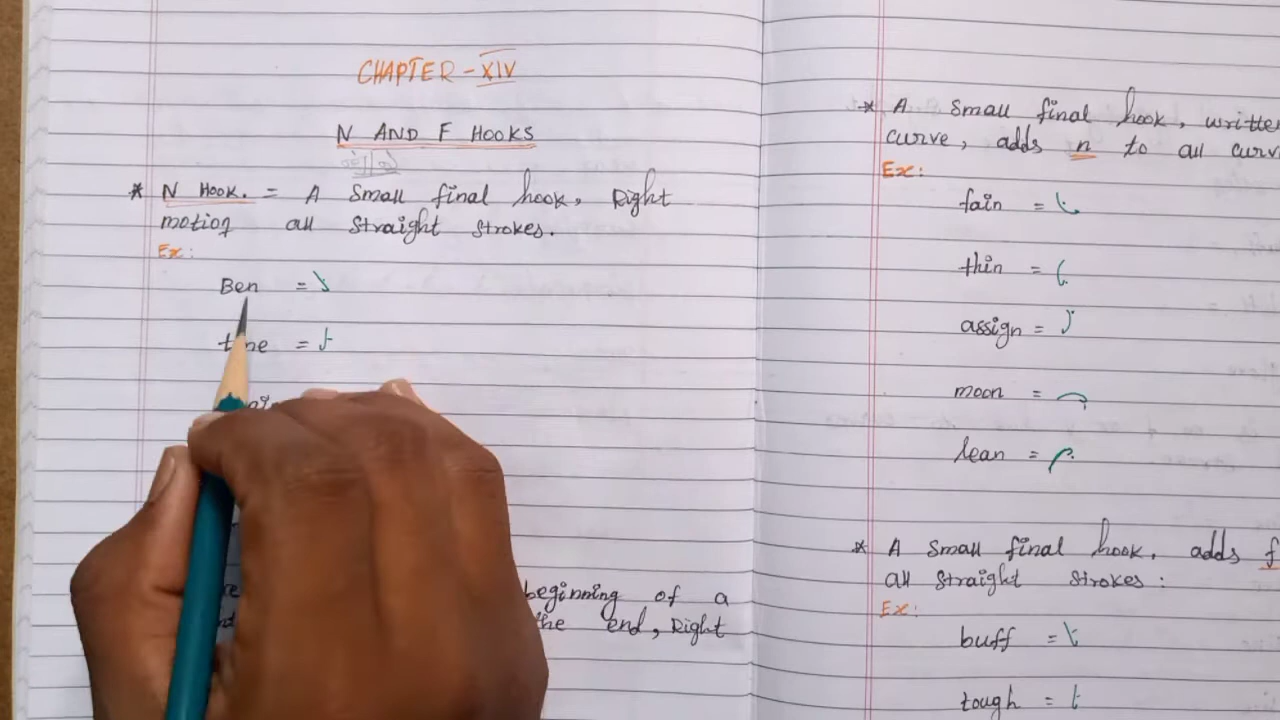 CHAPTER - XIV
N AND F HOOKS
* N HOOK. = A Small final hook, Right
motion all Straight Strokes.
Ex:
Ben =
tone =
beginning of a
the end, Right
* A Small final hook, written
curve, adds n to all curv
Ex:
fain =
thin =
assign =
moon =
lean =
* A Small final hook. adds f
all Straight Strokes:
Ex:
buff =
tough =